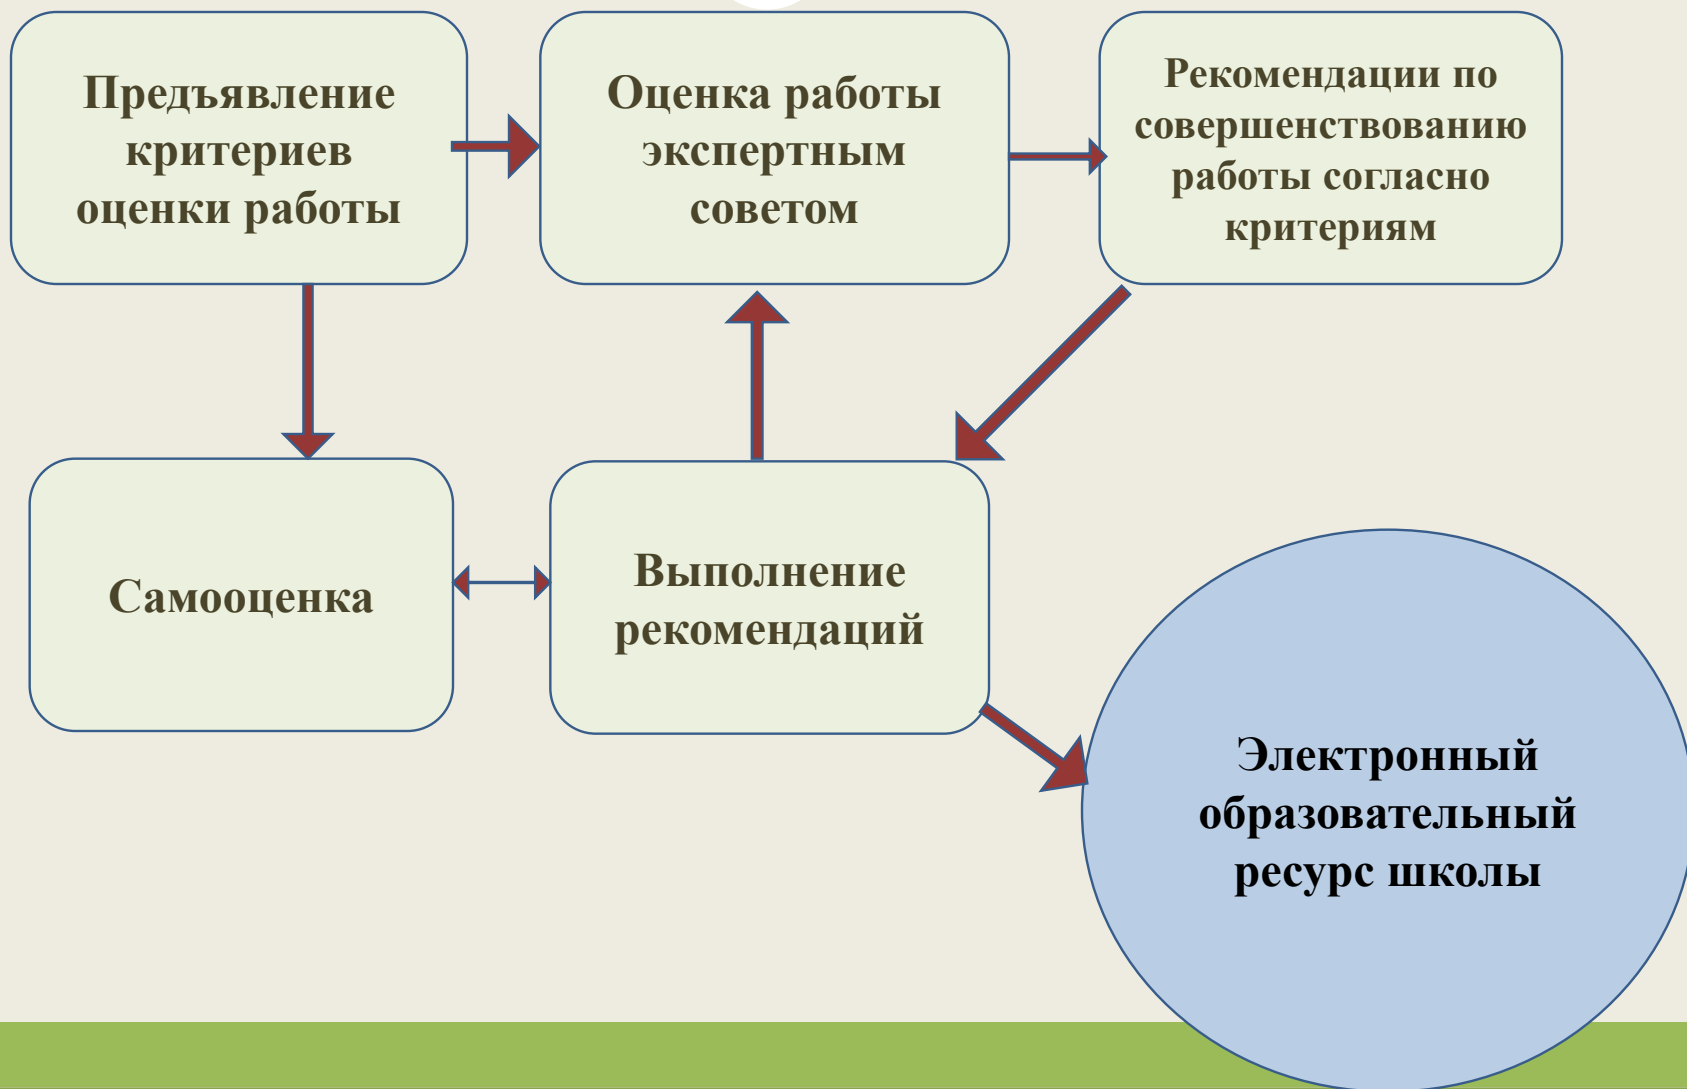 Предъявление
критериев
оценки работы
Оценка работы
экспертным
советом
Рекомендации по
совершенствованию
работы согласно
критериям
Самооценка
Выполнение
рекомендаций
Электронный
образовательный
ресурс школы